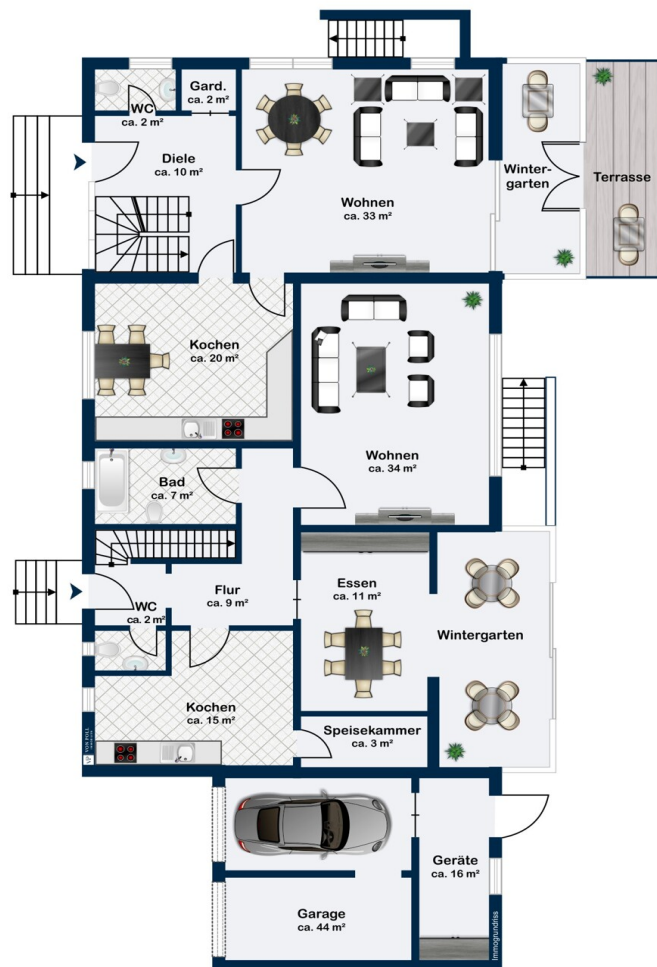 WC
ca. 2 m²
Gard.
ca. 2 m²
Diele
ca. 10 m²
Wohnen
ca. 33 m²
Winter-
garten
Terrasse
Kochen
ca. 20 m²
Wohnen
ca. 34 m²
Bad
ca. 7 m²
Flur
ca. 9 m²
WC
ca. 2 m²
Essen
ca. 11 m²
Wintergarten
Kochen
ca. 15 m²
Speisekammer
ca. 3 m²
VON POLL
Geräte
ca. 16 m²
Garage
ca. 44 m²
Immogrundriss